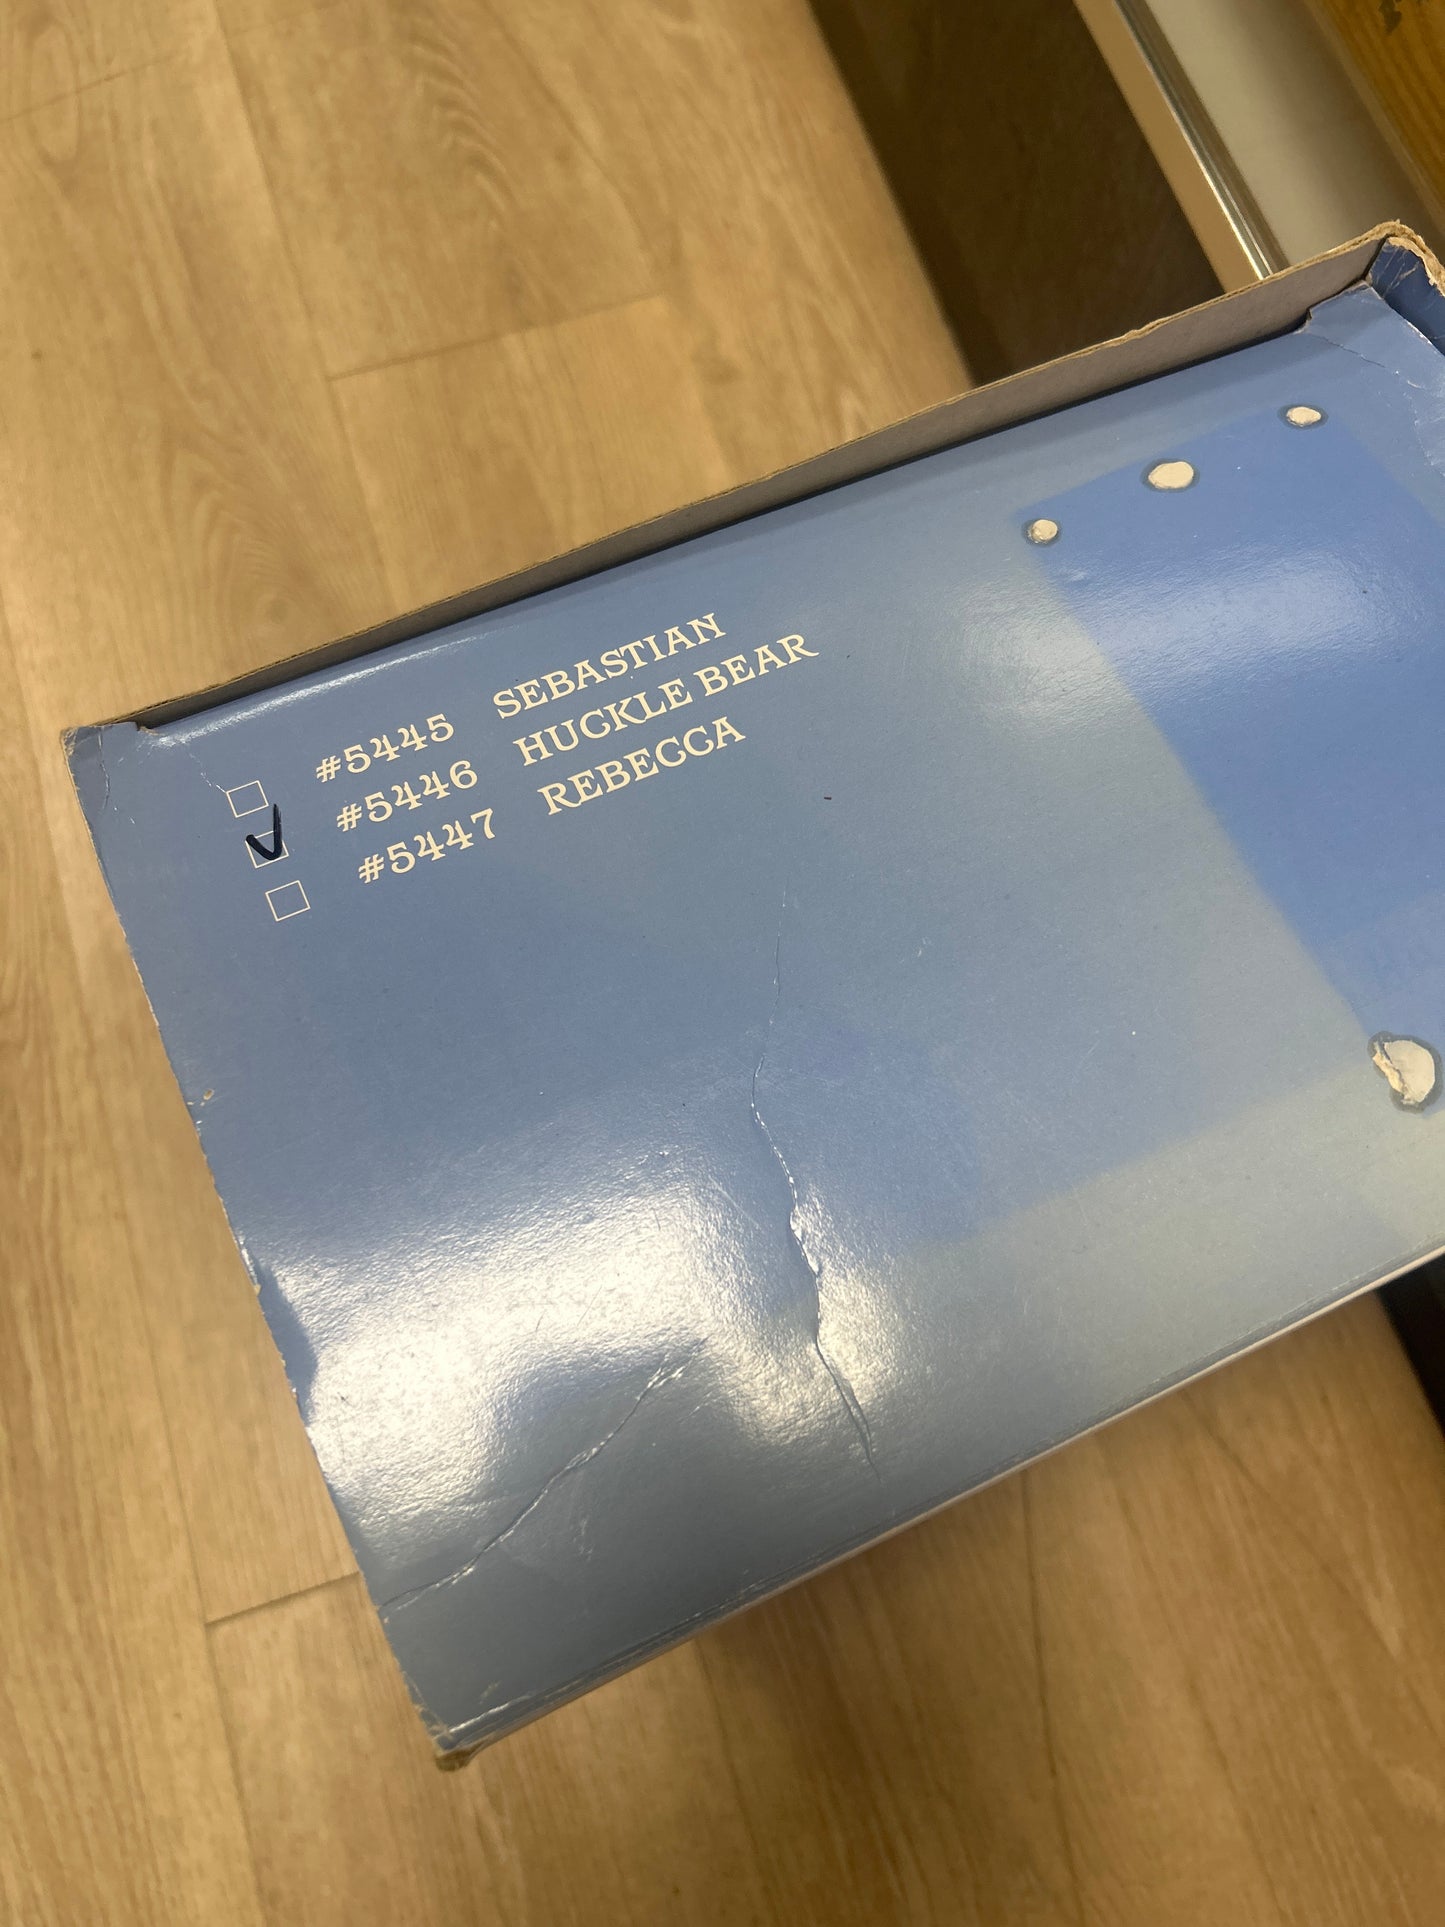 #5445 SEBASTIAN
#5446 HUCKLE BEAR
#5447 REBECCA